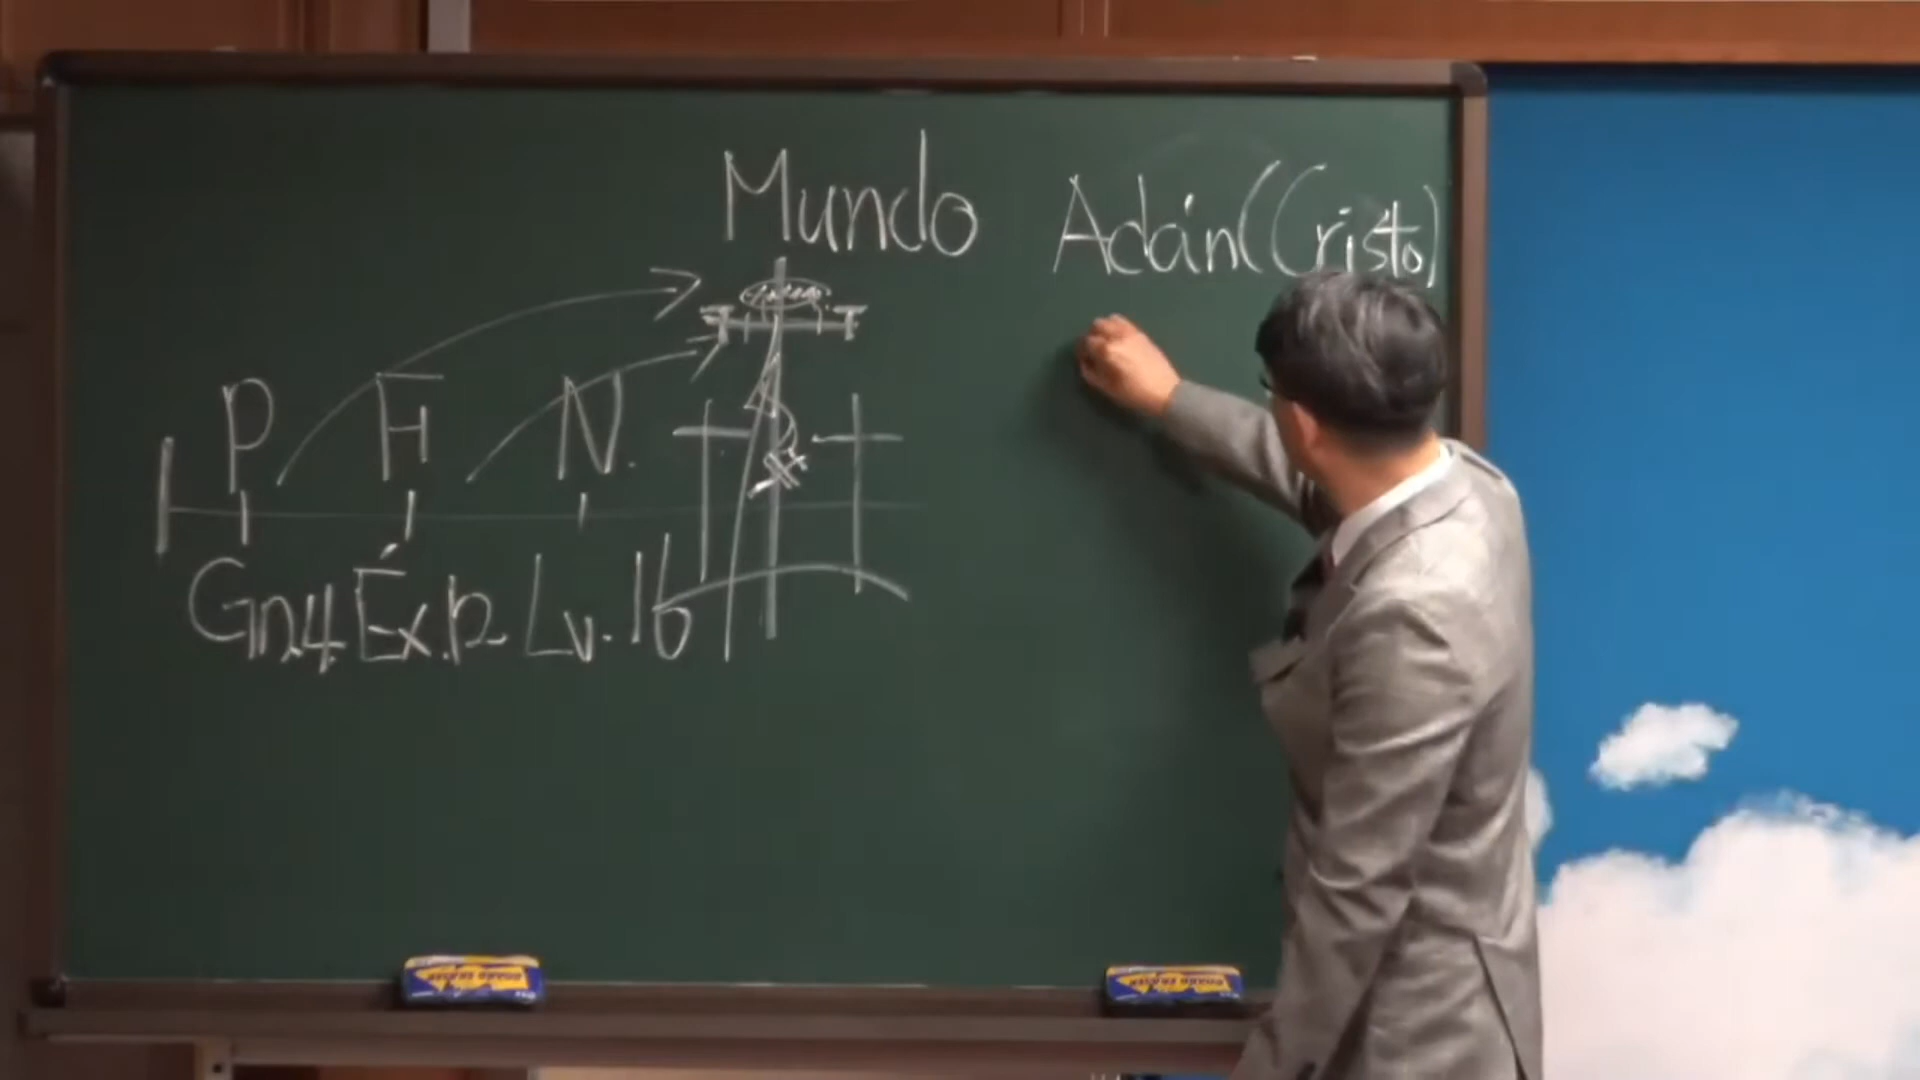 Mundo Adán (Cristo)
P F H N.
Gn.4. Éx.12 Lv.16